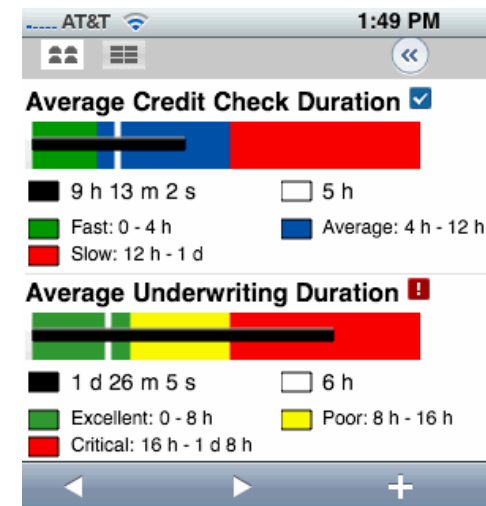 AT&T 1:49 PM
Average Credit Check Duration
9 h 13 m 2 s 5 h
Fast: 0 - 4 h Average: 4 h - 12 h
Slow: 12 h - 1 d
Average Underwriting Duration !
1 d 26 m 5 s 6 h
Excellent: 0 - 8 h Poor: 8 h - 16 h
Critical: 16 h - 1 d 8 h